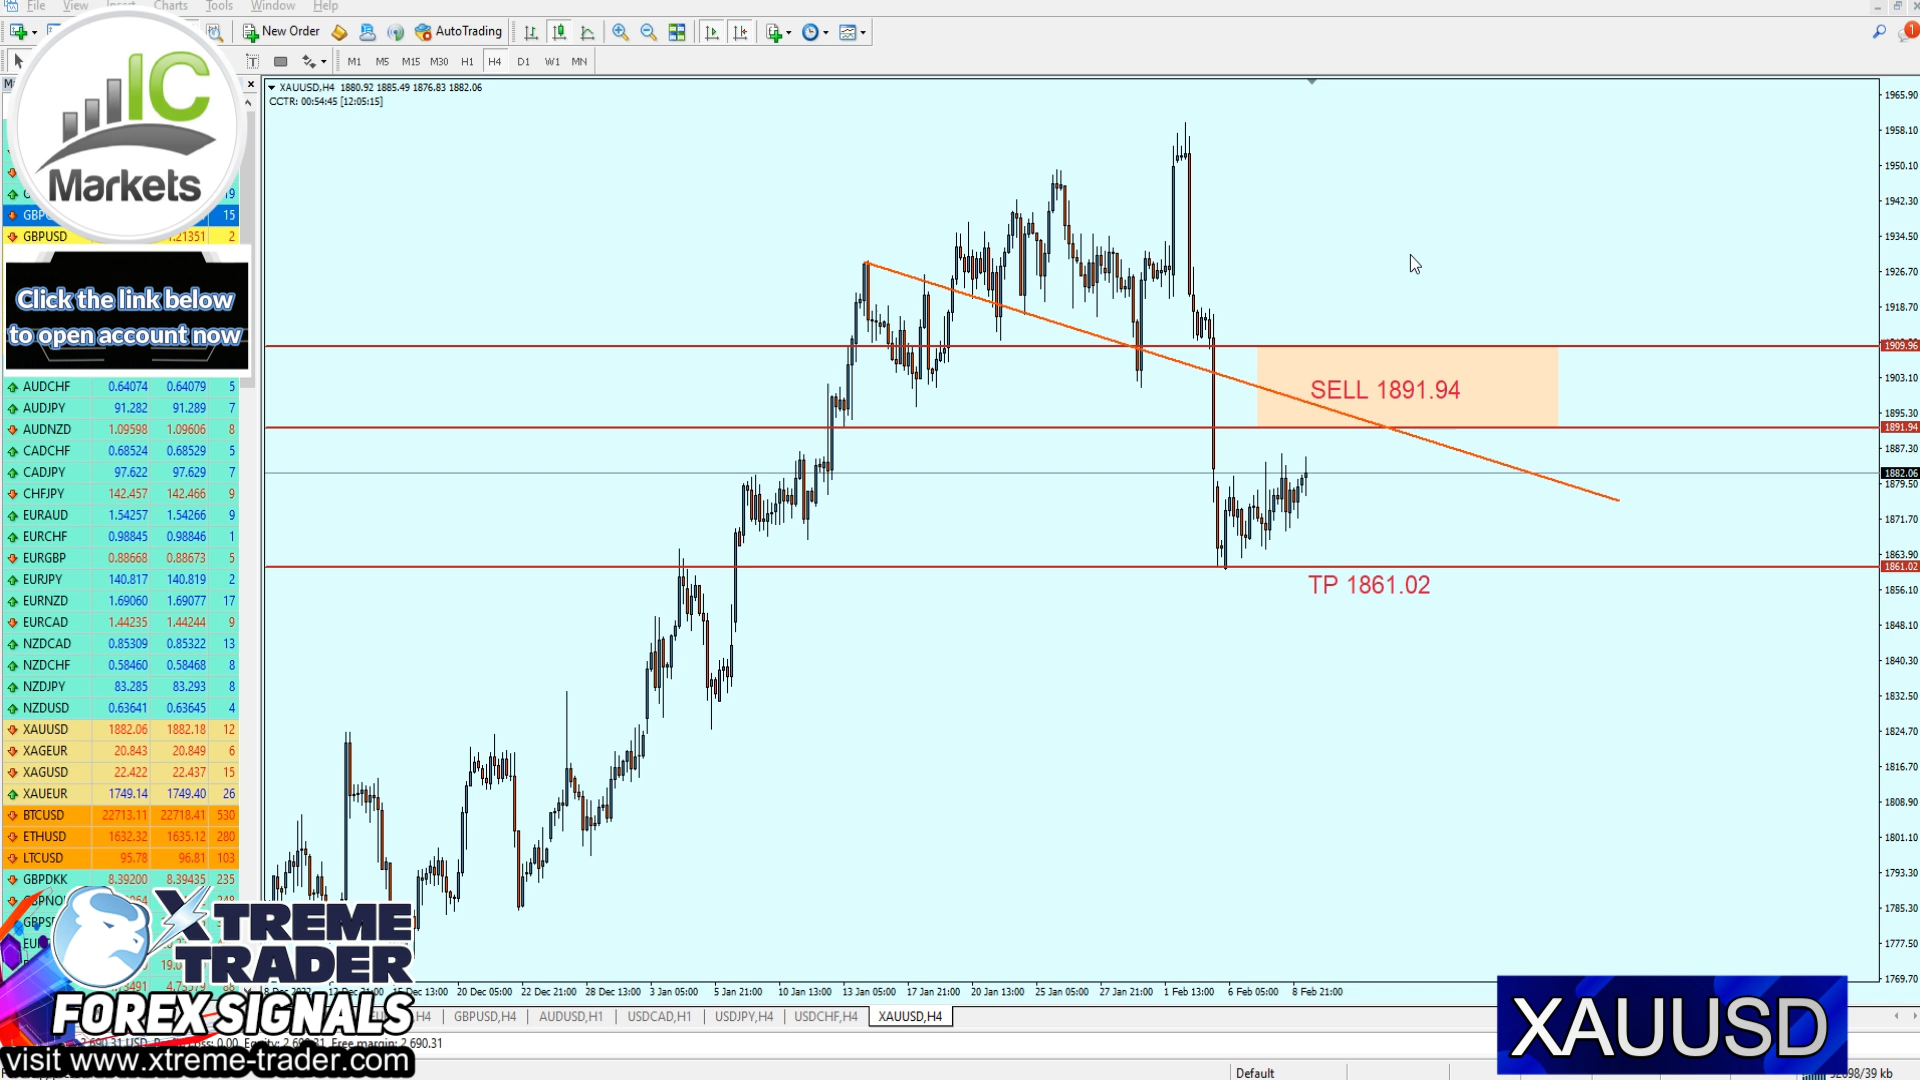 File View Insert Charts Tools Window Help
New Order AutoTrading
M1 M5 M15 M30 H1 H4 D1 W1 MN
XAUUSD,H4 1880.92 1885.49 1876.83 1882.06
CCTR: 00:54:45 [12:05:15]
IC
Markets
19
15
GBPUSD 1.21351 2
Click the link below
to open account now
AUDCHF 0.64074 0.64079 5
AUDJPY 91.282 91.289 7
AUDNZD 1.09598 1.09606 8
CADCHF 0.68524 0.68529 5
CADJPY 97.622 97.629 7
CHFJPY 142.457 142.466 9
EURAUD 1.54257 1.54266 9
EURCHF 0.98845 0.98846 1
EURGBP 0.88668 0.88673 5
EURJPY 140.817 140.819 2
EURNZD 1.69060 1.69077 17
EURCAD 1.44235 1.44244 9
NZDCAD 0.85309 0.85322 13
NZDCHF 0.58460 0.58468 8
NZDJPY 83.285 83.293 8
NZDUSD 0.63641 0.63645 4
XAUUSD 1882.06 1882.18 12
XAGEUR 20.843 20.849 6
XAGUSD 22.422 22.437 15
XAUEUR 1749.14 1749.40 26
BTCUSD 22713.11 22718.41 530
ETHUSD 1632.32 1635.12 280
LTCUSD 95.78 96.81 103
GBPDKK 8.39200 8.39435 235
SELL 1891.94
TP 1861.02
1965.90
1958.10
1950.10
1942.30
1934.50
1926.70
1918.70
1909.96
1903.10
1895.30
1891.94
1887.30
1882.06
1879.50
1871.70
1863.90
1861.02
1856.10
1848.10
1840.30
1832.50
1824.70
1816.70
1808.90
1801.10
1793.30
1785.30
1777.50
1769.70
20 Dec 05:00 22 Dec 21:00 28 Dec 13:00 3 Jan 05:00 5 Jan 21:00 10 Jan 13:00 13 Jan 05:00 17 Jan 21:00 20 Jan 13:00 25 Jan 05:00 27 Jan 21:00 1 Feb 13:00 6 Feb 05:00 8 Feb 21:00
GBPUSD,H4 AUDUSD,H1 USDCAD,H1 USDJPY,H4 USDCHF,H4 XAUUSD,H4
XTREME
TRADER
FOREX SIGNALS
Free margin: 2 690.31
visit www.xtreme-trader.com
XAUUSD
Default